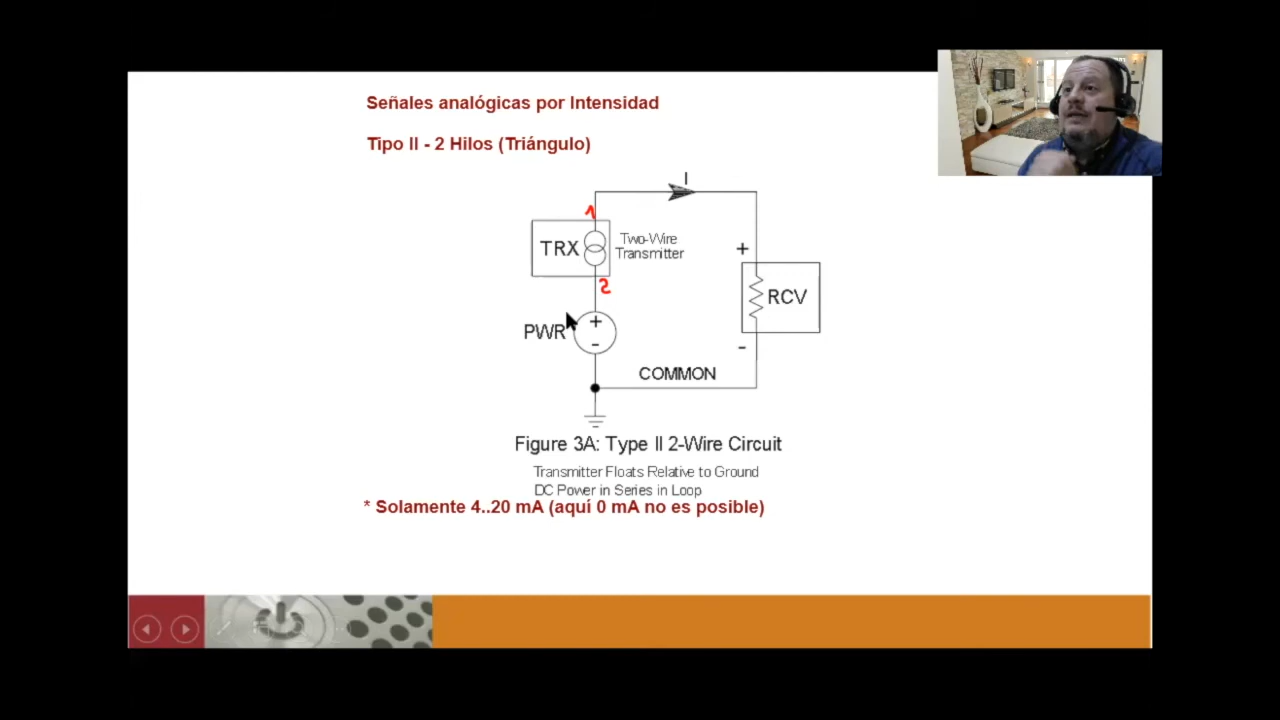 Señales analógicas por Intensidad
Tipo II - 2 Hilos (Triángulo)
I
1
TRX
Two-Wire
Transmitter
+
RCV
2
PWR
+
-
-
COMMON
Figure 3A: Type II 2-Wire Circuit
Transmitter Floats Relative to Ground
DC Power in Series in Loop
* Solamente 4..20 mA (aquí 0 mA no es posible)